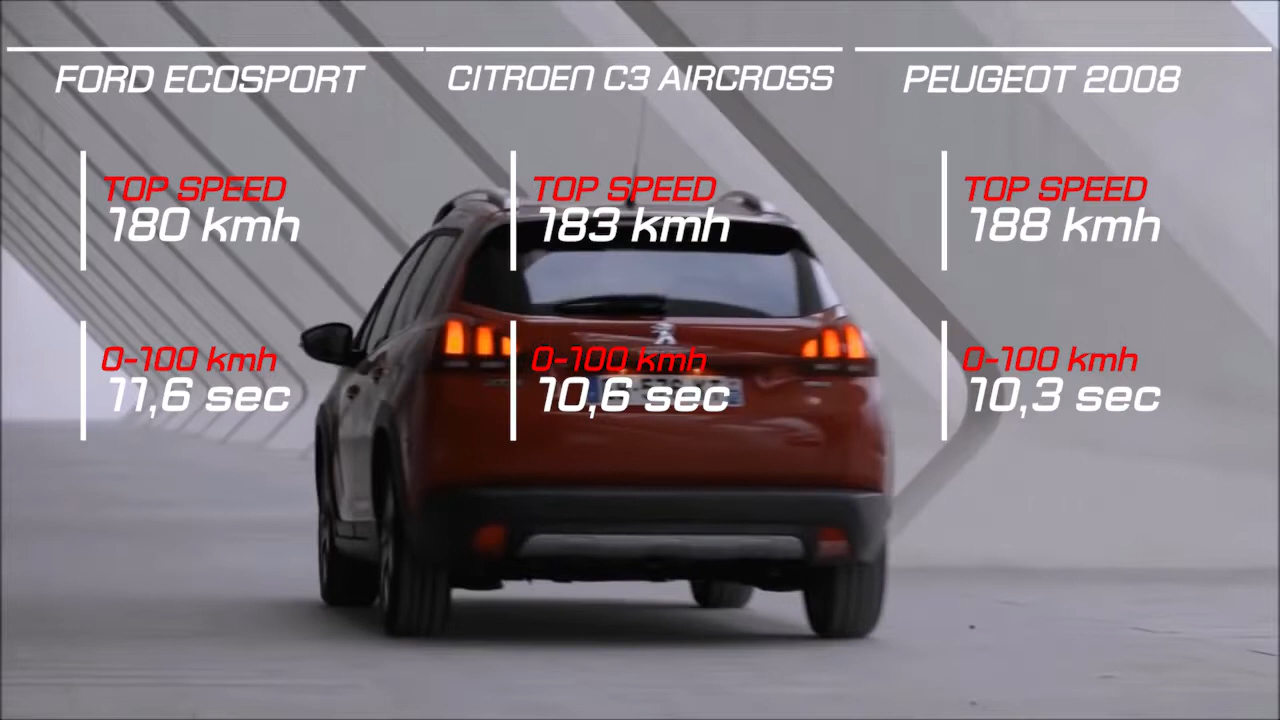 FORD ECOSPORT
CITROEN C3 AIRCROSS
PEUGEOT 2008
TOP SPEED
180 kmh
TOP SPEED
183 kmh
TOP SPEED
188 kmh
0-100 kmh
11,6 sec
0-100 kmh
10,6 sec
0-100 kmh
10,3 sec